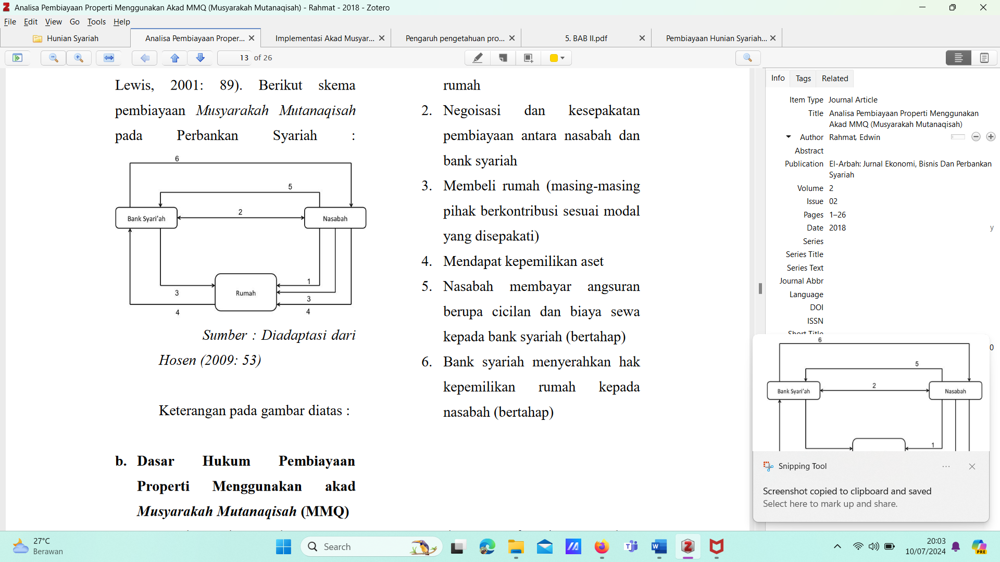 Analisa Pembiayaan Properti Menggunakan Akad MMQ (Musyarakah Mutanaqisah) - Rahmat - 2018 - Zotero
File Edit View Go Tools Help
Hunian Syariah
Analisa Pembiayaan Proper...
Implementasi Akad Musyar...
Pengaruh pengetahuan pro...
5. BAB II.pdf
Pembiayaan Hunian Syariah...
13 of 26
Lewis, 2001: 89). Berikut skema
pembiayaan Musyarakah Mutanaqisah
pada Perbankan Syariah :
6
5
2
Bank Syari'ah
Nasabah
Rumah
1
3
3
4
4
Sumber : Diadaptasi dari
Hosen (2009: 53)
Keterangan pada gambar diatas :
b. Dasar Hukum Pembiayaan
Properti Menggunakan akad
Musyarakah Mutanaqisah (MMQ)
rumah
2. Negoisasi dan kesepakatan
pembiayaan antara nasabah dan
bank syariah
3. Membeli rumah (masing-masing
pihak berkontribusi sesuai modal
yang disepakati)
4. Mendapat kepemilikan aset
5. Nasabah membayar angsuran
berupa cicilan dan biaya sewa
kepada bank syariah (bertahap)
6. Bank syariah menyerahkan hak
kepemilikan rumah kepada
nasabah (bertahap)
Info Tags Related
Item Type Journal Article
Title Analisa Pembiayaan Properti Menggunakan
Akad MMQ (Musyarakah Mutanaqisah)
Author Rahmat, Edwin
Abstract
Publication El-Arbah: Jurnal Ekonomi, Bisnis Dan Perbankan
Syariah
Volume 2
Issue 02
Pages 1–26
Date 2018 y
Series
Series Title
Series Text
Journal Abbr
Language
DOI
ISSN
Short Title
0
6
5
2
Bank Syari'ah
Nasabah
1
Snipping Tool
Screenshot copied to clipboard and saved
Select here to mark up and share.
27°C
Berawan
Search
20:03
10/07/2024
PRE